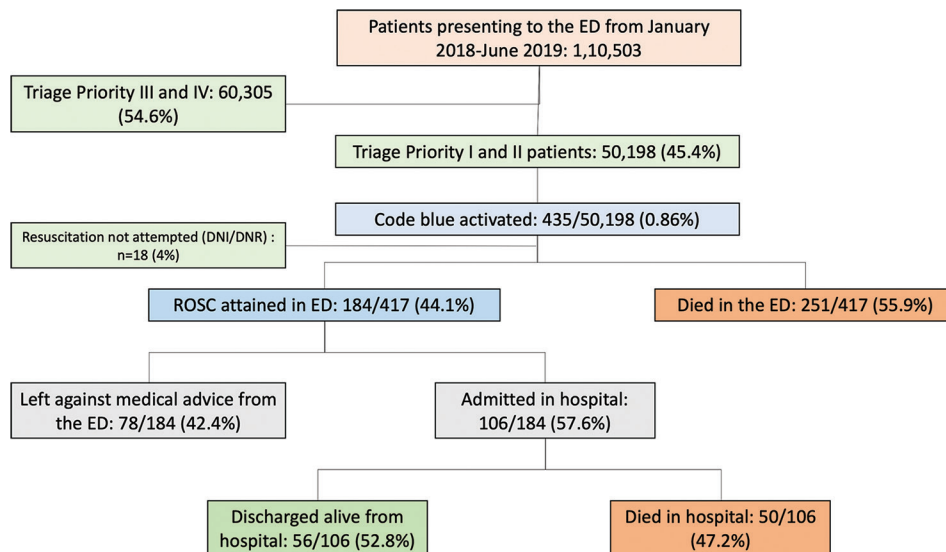 Patients presenting to the ED from January
2018-June 2019: 1,10,503
Triage Priority III and IV: 60,305
(54.6%)
Triage Priority I and II patients: 50,198 (45.4%)
Code blue activated: 435/50,198 (0.86%)
Resuscitation not attempted (DNI/DNR) :
n=18 (4%)
ROSC attained in ED: 184/417 (44.1%)
Died in the ED: 251/417 (55.9%)
Left against medical advice from
the ED: 78/184 (42.4%)
Admitted in hospital:
106/184 (57.6%)
Discharged alive from
hospital: 56/106 (52.8%)
Died in hospital: 50/106
(47.2%)